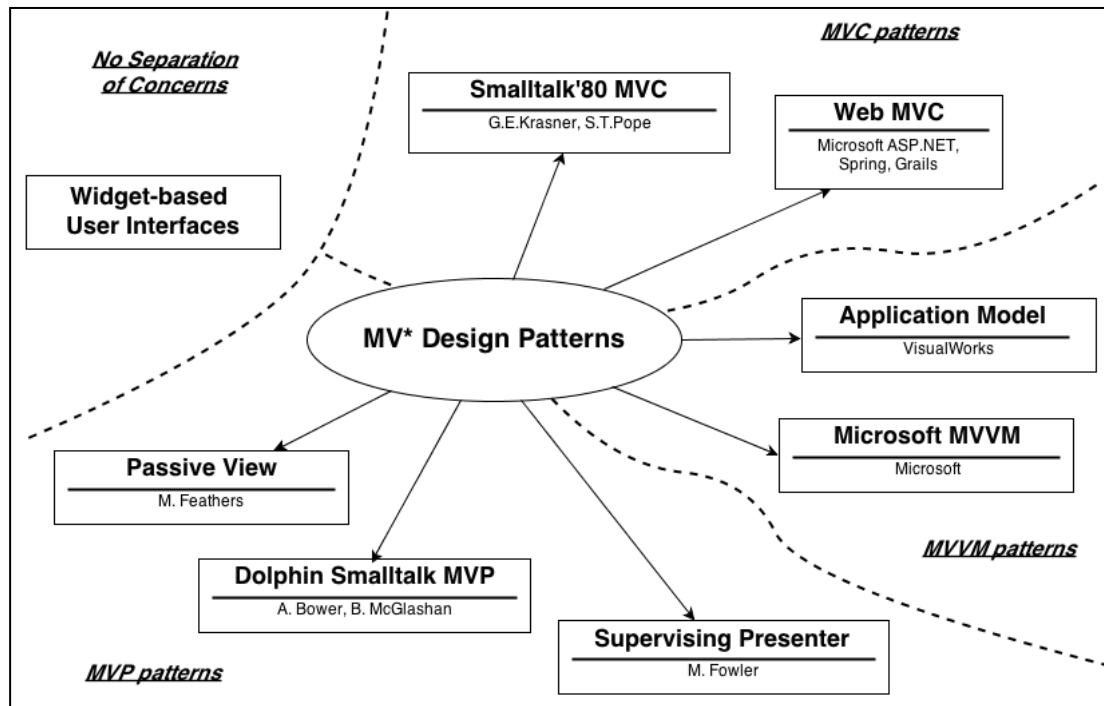 No Separation
of Concerns
MVC patterns
Smalltalk'80 MVC
G.E.Krasner, S.T.Pope
Web MVC
Microsoft ASP.NET,
Spring, Grails
Widget-based
User Interfaces
MV* Design Patterns
Application Model
VisualWorks
Microsoft MVVM
Microsoft
Passive View
M. Feathers
MVVM patterns
Dolphin Smalltalk MVP
A. Bower, B. McGlashan
Supervising Presenter
M. Fowler
MVP patterns